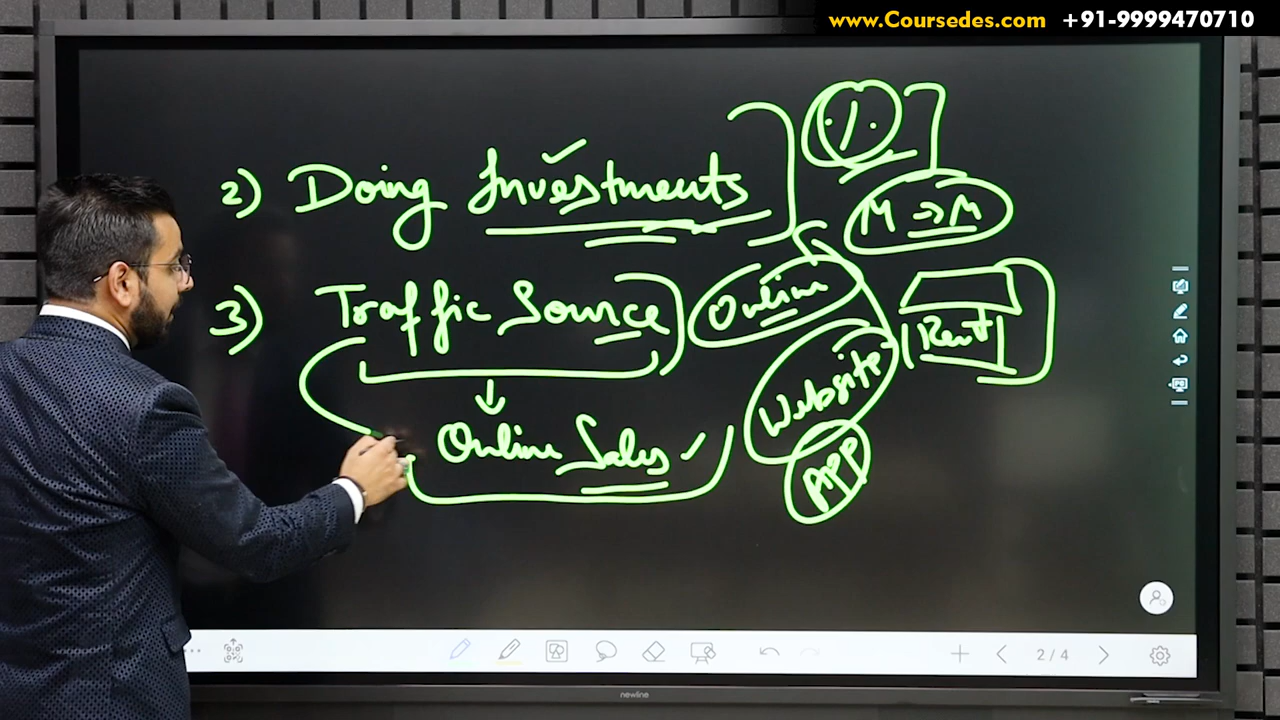 www.Coursedes.com +91-9999470710
%
2) Doing Investments
M → M
3) Traffic Source
Online
Rent
Website
Online Sales
APP
2/4
newline